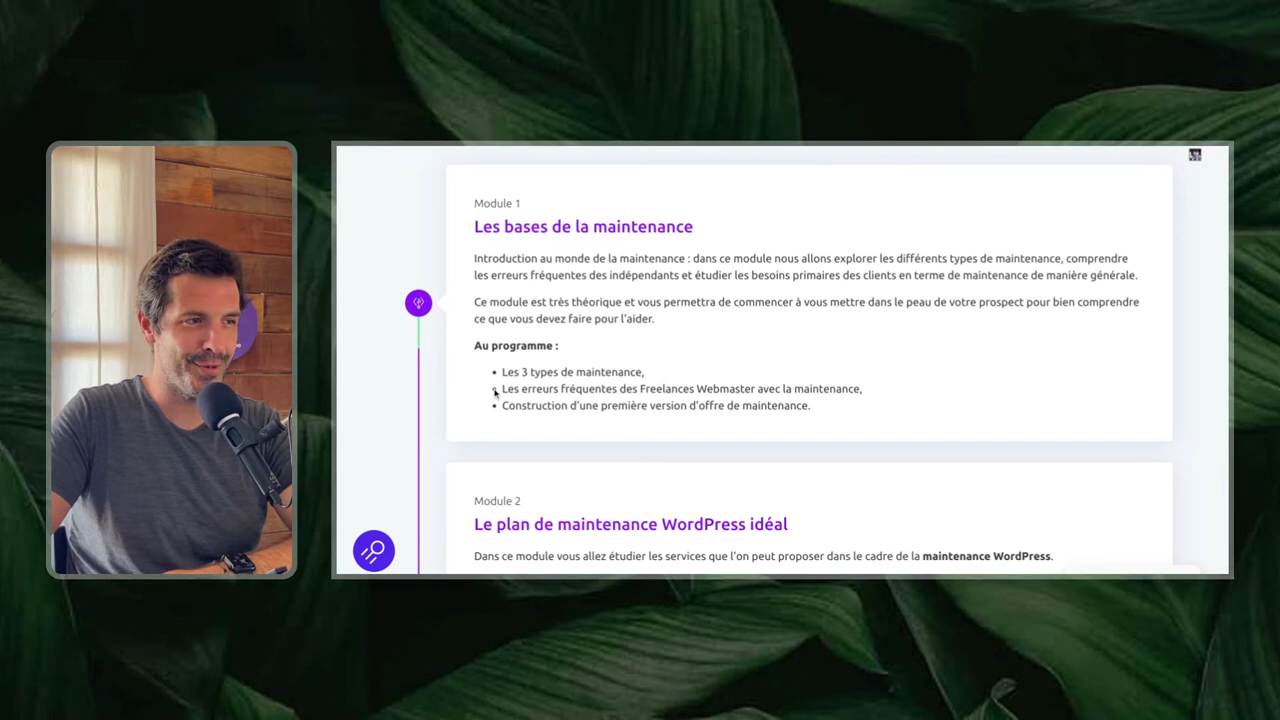 Module 1
Les bases de la maintenance
Introduction au monde de la maintenance : dans ce module nous allons explorer les différents types de maintenance, comprendre
les erreurs fréquentes des indépendants et étudier les besoins primaires des clients en terme de maintenance de manière générale.
Ce module est très théorique et vous permettra de commencer à vous mettre dans le peau de votre prospect pour bien comprendre
ce que vous devez faire pour l'aider.
Au programme :
• Les 3 types de maintenance,
• Les erreurs fréquentes des Freelances Webmaster avec la maintenance,
• Construction d'une première version d'offre de maintenance.
Module 2
Le plan de maintenance WordPress idéal
Dans ce module vous allez étudier les services que l'on peut proposer dans le cadre de la maintenance WordPress.